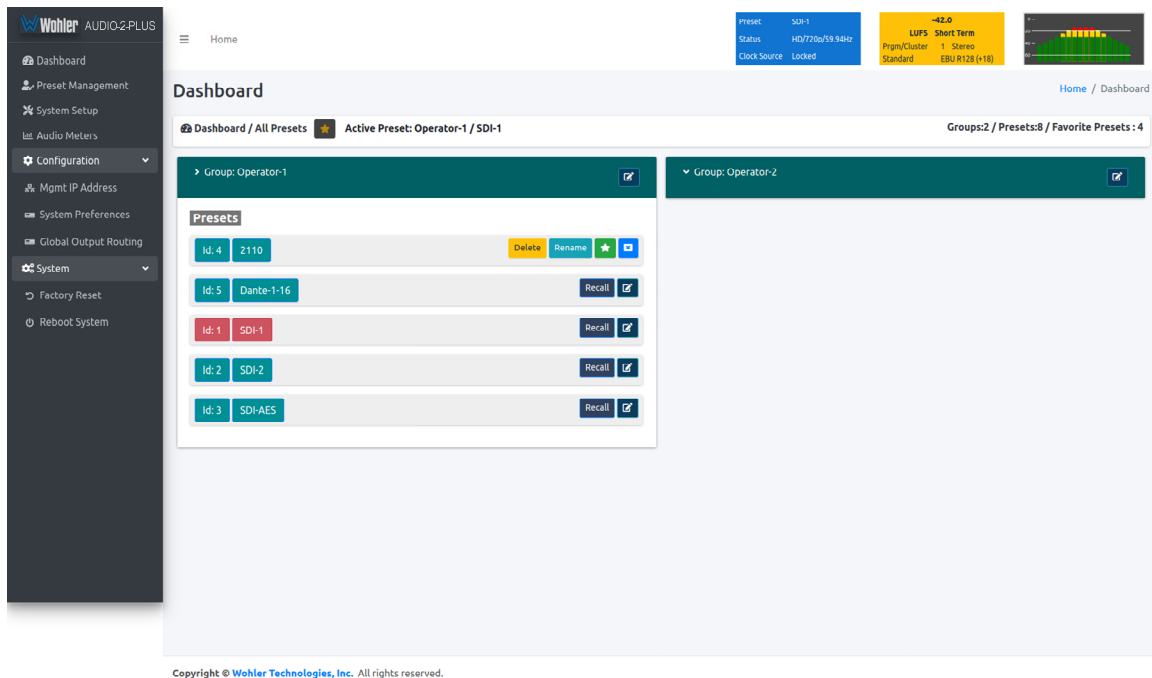 Wohler AUDIO-2-PLUS
Dashboard
Preset Management
System Setup
Audio Meters
Configuration
Mgmt IP Address
System Preferences
Global Output Routing
System
Factory Reset
Reboot System
Home
Preset SDI-1
Status HD/720p/59.94Hz
Clock Source Locked
-42.0
LUFS Short Term
Prgm/Cluster 1 Stereo
Standard EBU R128 (+18)
Dashboard
Home / Dashboard
Dashboard / All Presets Active Preset: Operator-1 / SDI-1
Groups:2 / Presets:8 / Favorite Presets : 4
Group: Operator-1
Group: Operator-2
Presets
Id: 4 2110 Delete Rename
Id: 5 Dante-1-16 Recall
Id: 1 SDI-1 Recall
Id: 2 SDI-2 Recall
Id: 3 SDI-AES Recall
Copyright © Wohler Technologies, Inc. All rights reserved.